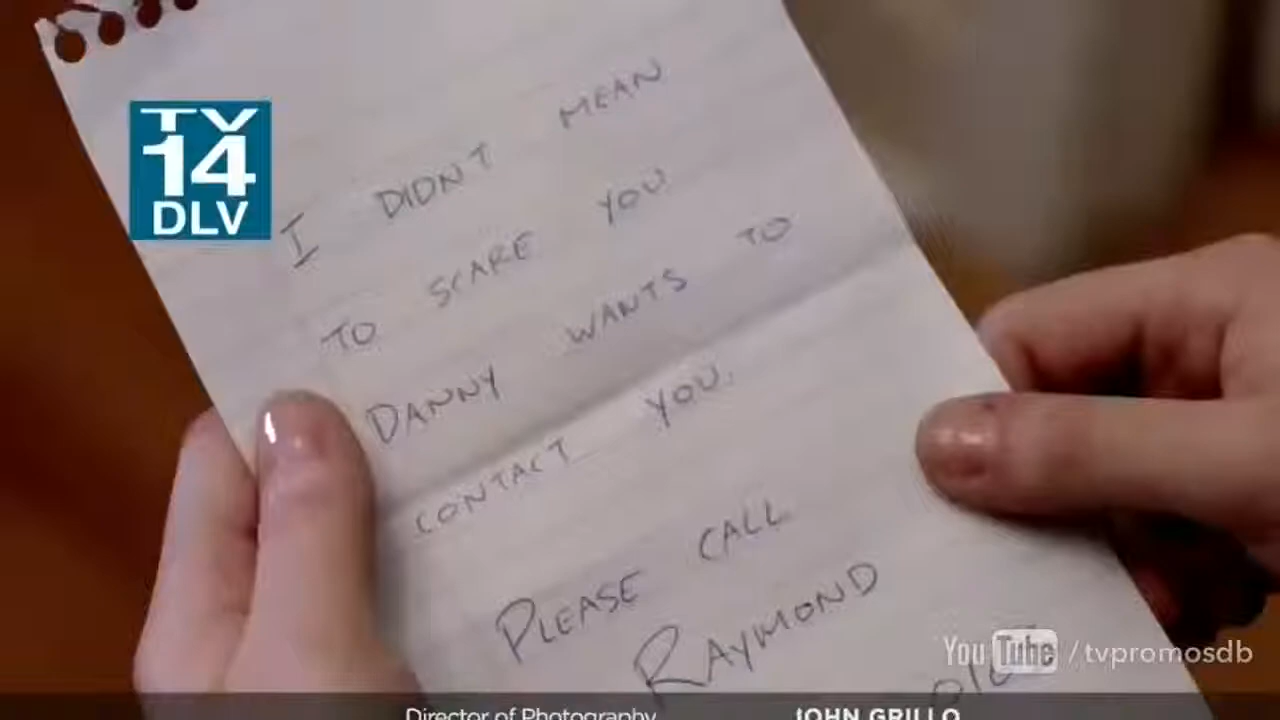 TV
14
DLV
I DIDNT MEAN
TO SCARE YOU
DANNY WANTS TO
CONTACT YOU.
PLEASE CALL
RAYMOND
YouTube /tvpromosdb
Director of Photography JOHN GRILLO